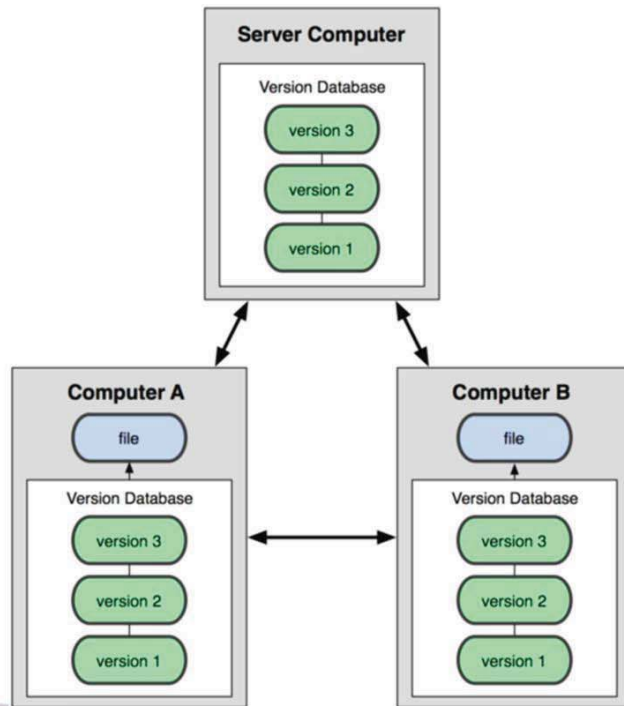 Server Computer
Version Database
version 3
version 2
version 1
Computer A
file
Version Database
version 3
version 2
version 1
Computer B
file
Version Database
version 3
version 2
version 1